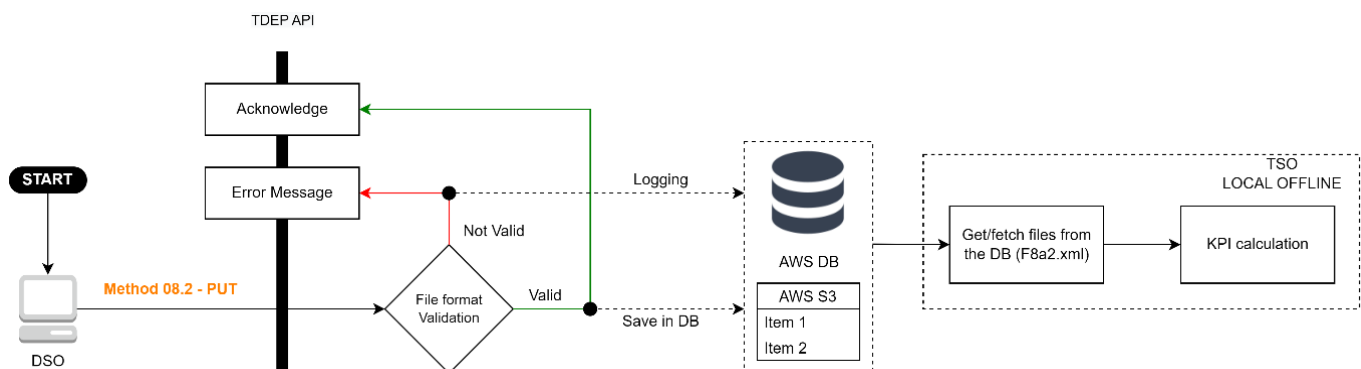 TDEP API
Acknowledge
START
Error Message
Logging
TSO
LOCAL OFFLINE
Not Valid
Get/fetch files from
the DB (F8a2.xml)
KPI calculation
AWS DB
Method 08.2 - PUT
File format
Validation
Valid
Save in DB
AWS S3
Item 1
Item 2
DSO